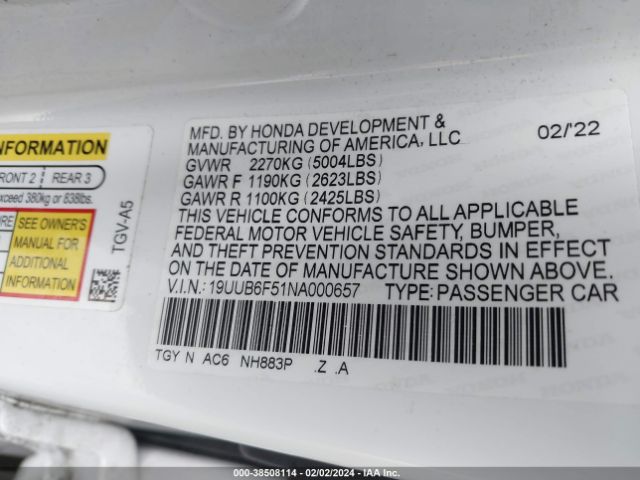 MFD. BY HONDA DEVELOPMENT &
MANUFACTURING OF AMERICA, LLC 02/'22
GVWR 2270KG (5004LBS)
GAWR F 1190KG (2623LBS)
GAWR R 1100KG (2425LBS)
THIS VEHICLE CONFORMS TO ALL APPLICABLE
FEDERAL MOTOR VEHICLE SAFETY, BUMPER,
AND THEFT PREVENTION STANDARDS IN EFFECT
ON THE DATE OF MANUFACTURE SHOWN ABOVE.
V.I.N.: 19UUB6F51NA000657 TYPE: PASSENGER CAR
TGY N AC6 NH883P .Z .A
INFORMATION
FRONT 2 REAR 3
exceed 380kg or 838lbs.
SEE OWNER'S
MANUAL FOR
ADDITIONAL
INFORMATION
TGV-A5
000-38508114 - 02/02/2024 - IAA Inc.